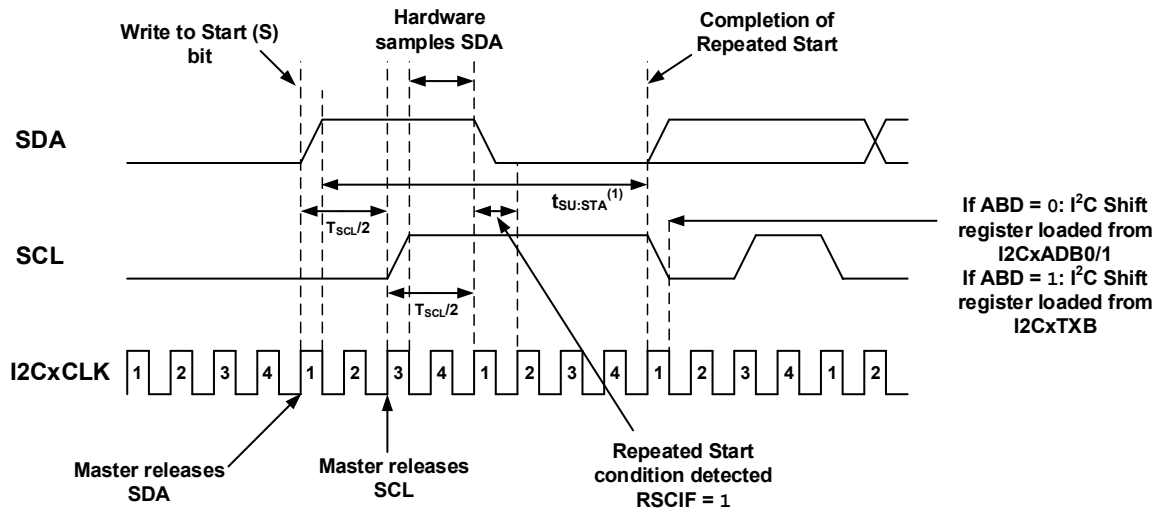 Write to Start (S)
bit
Hardware
samples SDA
Completion of
Repeated Start
SDA
tSU:STA(1)
TSCL/2
SCL
TSCL/2
If ABD = 0: I2C Shift
register loaded from
I2CxADB0/1
If ABD = 1: I2C Shift
register loaded from
I2CxTXB
I2CxCLK
1 2 3 4 1 2 3 4 1 2 3 4 1 2 3 4 1 2
Master releases
SDA
Master releases
SCL
Repeated Start
condition detected
RSCIF = 1